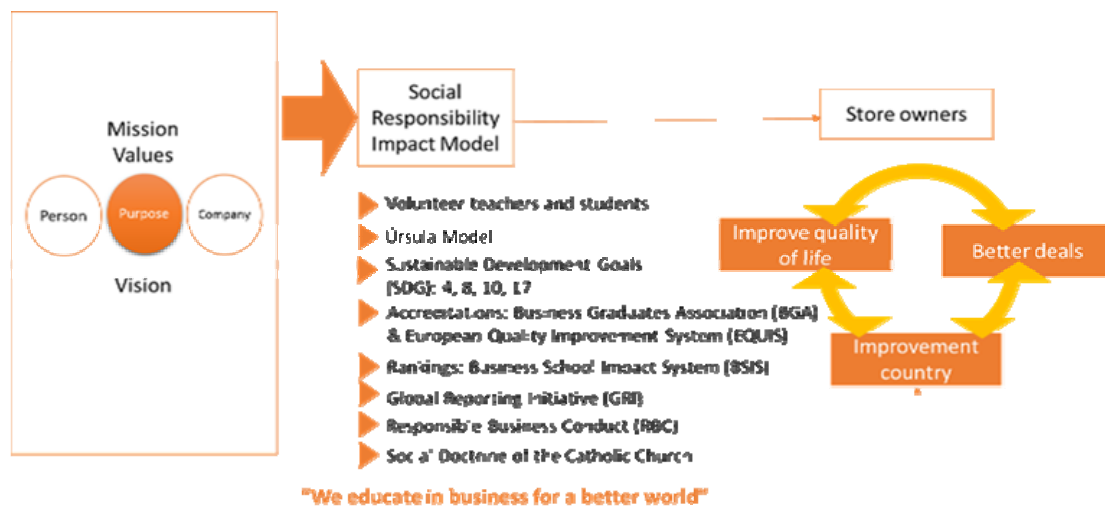 Mission
Values
Person
Purpose
Company
Vision
Social
Responsibility
Impact Model
Volunteer teachers and students
Úrsula Model
Sustainable Development Goals
(SDG): 4, 8, 10, 17
Accreditations: Business Graduates Association (BGA)
& European Quality Improvement System (EQUIS)
Rankings: Business School Impact System (BSIS)
Global Reporting Initiative (GRI)
Responsible Business Conduct (RBC)
Social Doctrine of the Catholic Church
Store owners
Improve quality
of life
Better deals
Improvement
country
"We educate in business for a better world"